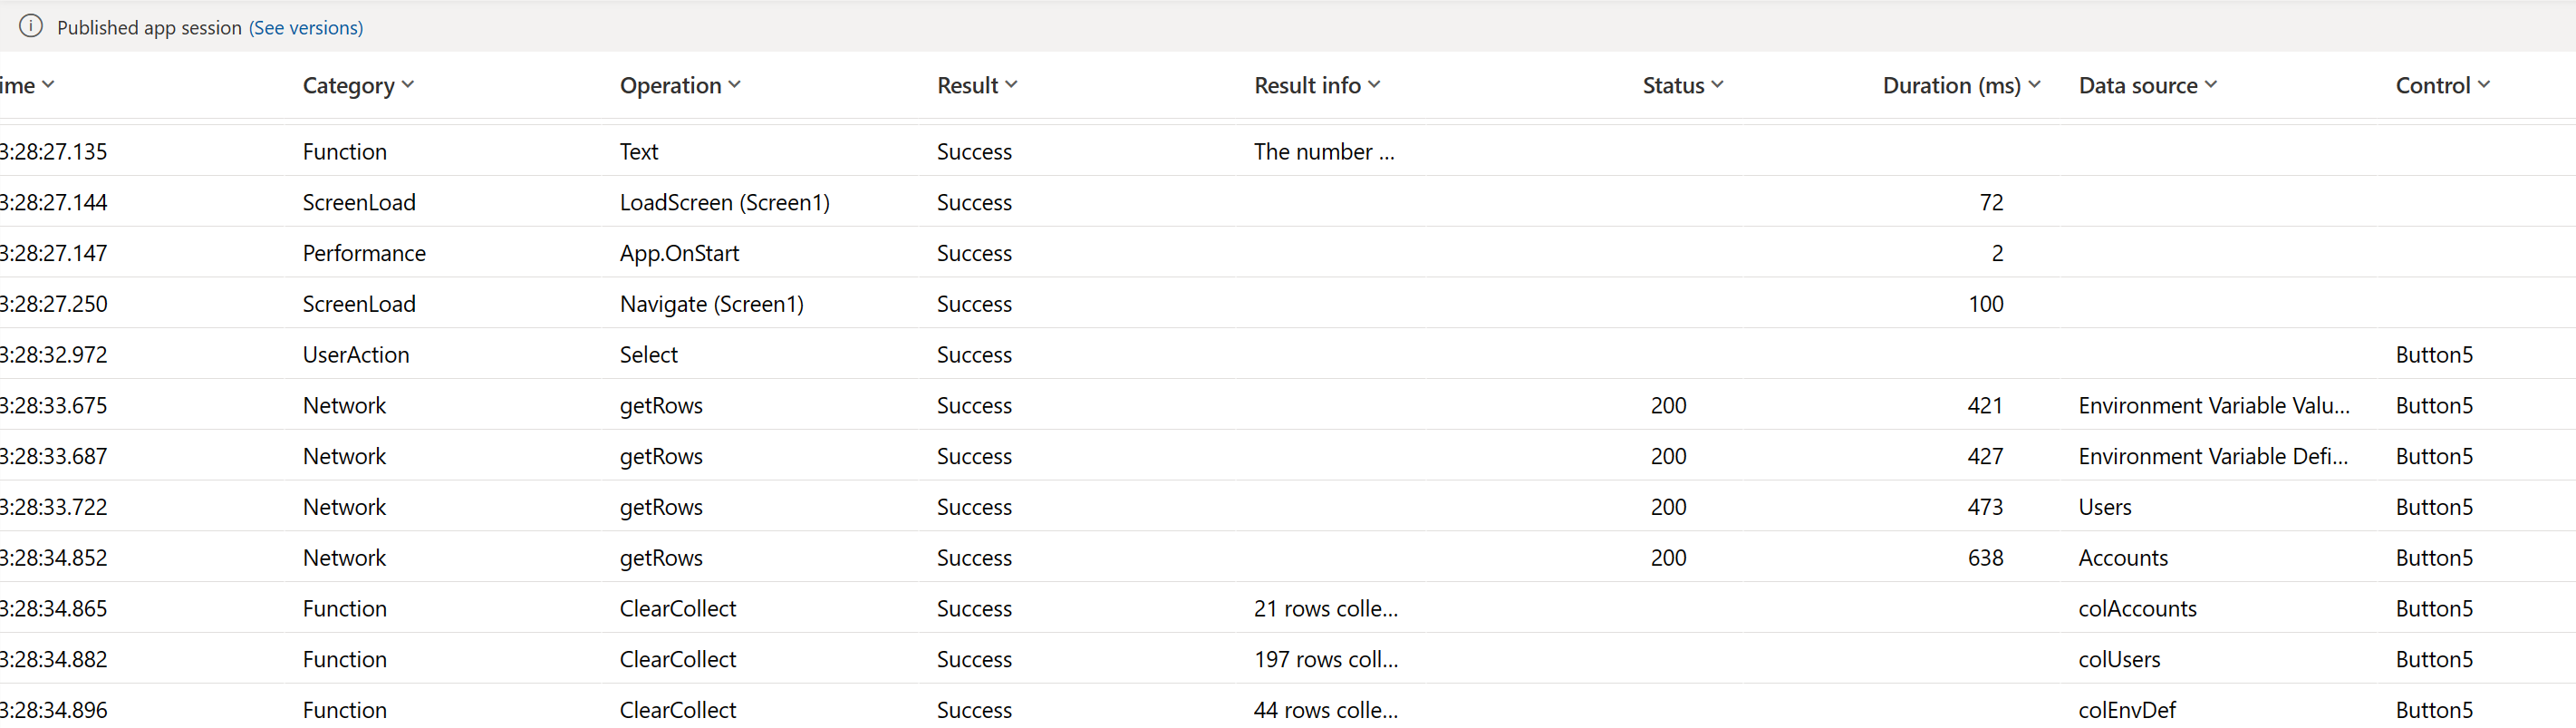 Published app session (See versions)
ime Category Operation Result Result info Status Duration (ms) Data source Control
3:28:27.135 Function Text Success The number ...
3:28:27.144 ScreenLoad LoadScreen (Screen1) Success 72
3:28:27.147 Performance App.OnStart Success 2
3:28:27.250 ScreenLoad Navigate (Screen1) Success 100
3:28:32.972 UserAction Select Success Button5
3:28:33.675 Network getRows Success 200 421 Environment Variable Valu... Button5
3:28:33.687 Network getRows Success 200 427 Environment Variable Defi... Button5
3:28:33.722 Network getRows Success 200 473 Users Button5
3:28:34.852 Network getRows Success 200 638 Accounts Button5
3:28:34.865 Function ClearCollect Success 21 rows colle... colAccounts Button5
3:28:34.882 Function ClearCollect Success 197 rows coll... colUsers Button5
3:28:34.896 Function ClearCollect Success 44 rows colle... colEnvDef Button5